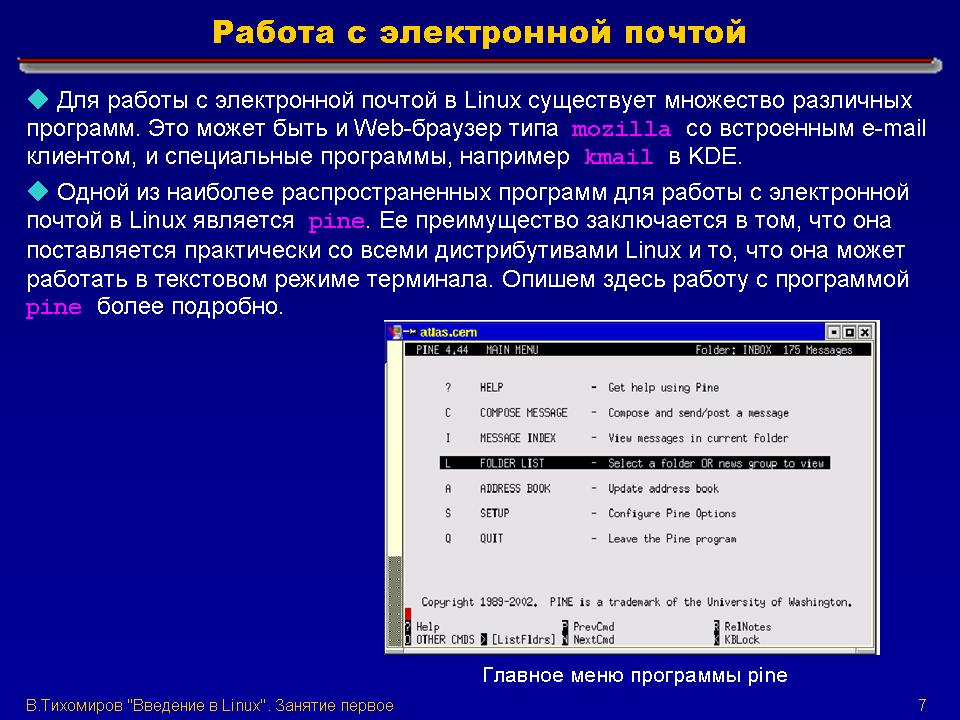 Работа с электронной почтой
Для работы с электронной почтой в Linux существует множество различных
программ. Это может быть и Web-браузер типа mozilla со встроенным e-mail
клиентом, и специальные программы, например kmail в KDE.
Одной из наиболее распространенных программ для работы с электронной
почтой в Linux является pine. Ее преимущество заключается в том, что она
поставляется практически со всеми дистрибутивами Linux и то, что она может
работать в текстовом режиме терминала. Опишем здесь работу с программой
pine более подробно.
atlas.cern
PINE 4.44 MAIN MENU Folder: INBOX 175 Messages
? HELP - Get help using Pine
C COMPOSE MESSAGE - Compose and send/post a message
I MESSAGE INDEX - View messages in current folder
L FOLDER LIST - Select a folder OR news group to view
A ADDRESS BOOK - Update address book
S SETUP - Configure Pine Options
Q QUIT - Leave the Pine program
Copyright 1989-2002. PINE is a trademark of the University of Washington.
? Help P PrevCmd R RelNotes
O OTHER CMDS > [ListFldrs] N NextCmd K KBLock
Главное меню программы pine
В.Тихомиров "Введение в Linux". Занятие первое 7